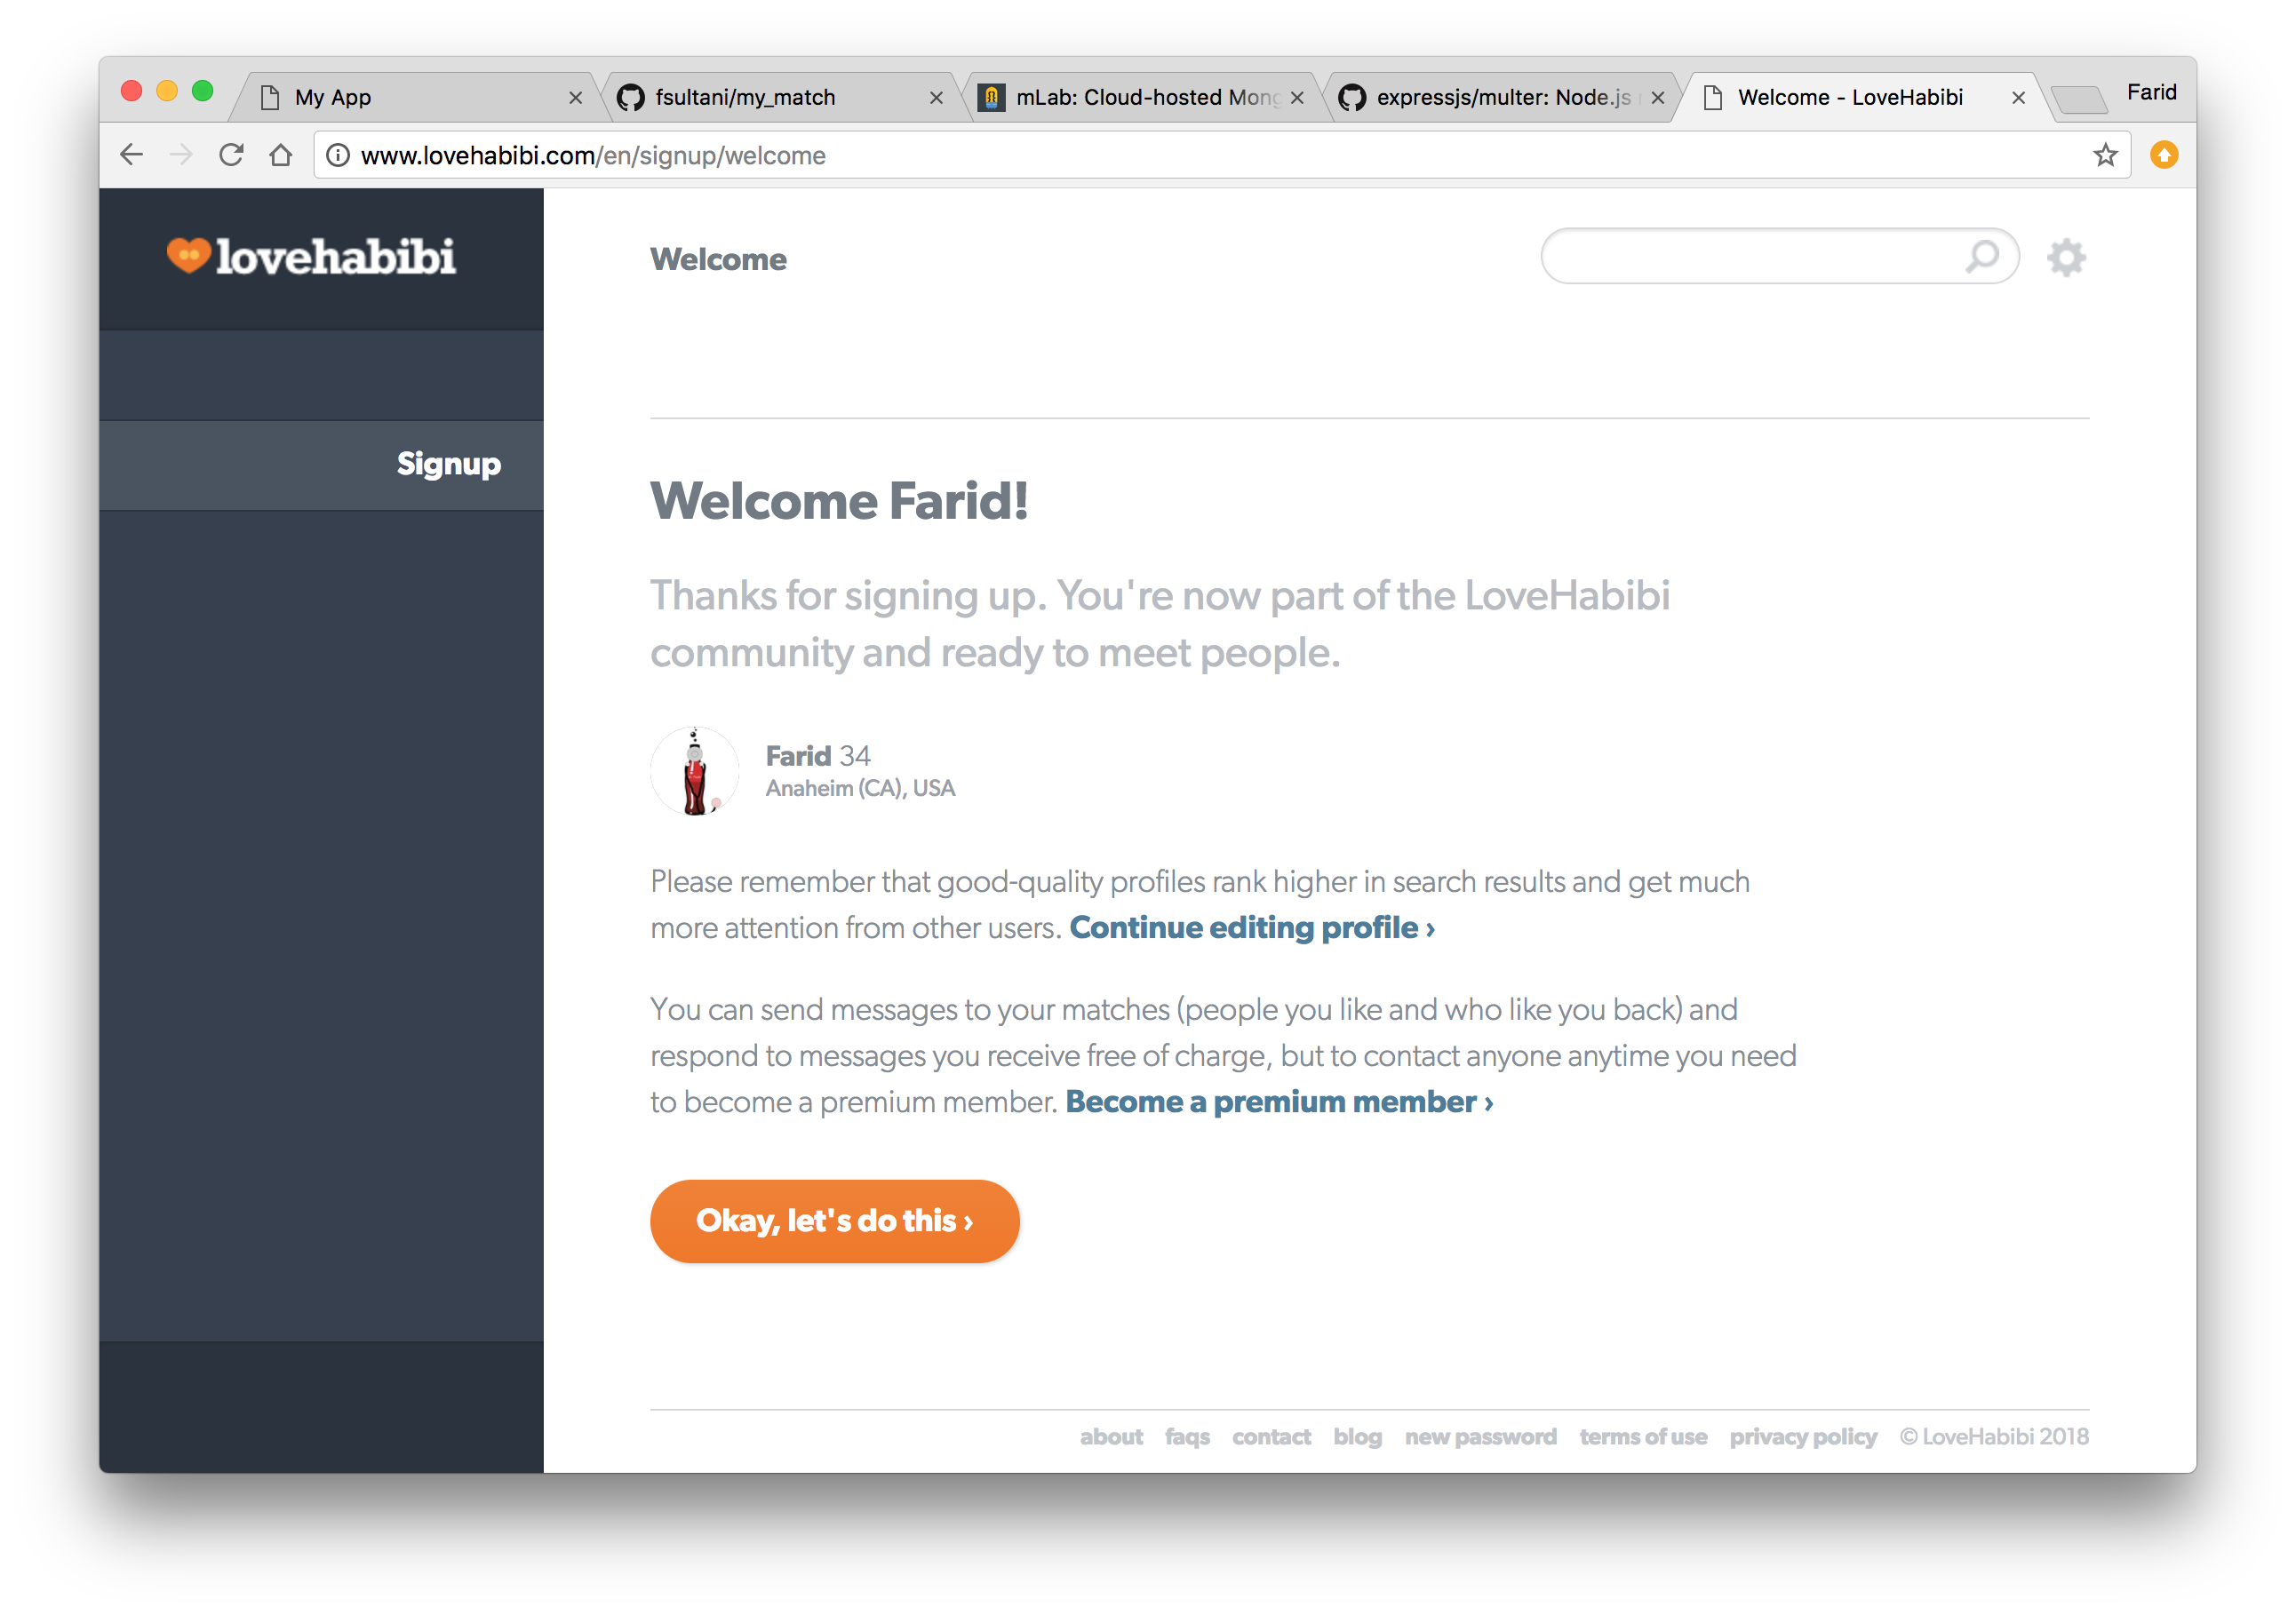 My App
fsultani/my_match
mLab: Cloud-hosted Mong
expressjs/multer: Node.js
Welcome - LoveHabibi
Farid
www.lovehabibi.com/en/signup/welcome
lovehabibi
Welcome
Signup
Welcome Farid!
Thanks for signing up. You're now part of the LoveHabibi
community and ready to meet people.
Farid 34
Anaheim (CA), USA
Please remember that good-quality profiles rank higher in search results and get much
more attention from other users. Continue editing profile ›
You can send messages to your matches (people you like and who like you back) and
respond to messages you receive free of charge, but to contact anyone anytime you need
to become a premium member. Become a premium member ›
Okay, let's do this ›
about faqs contact blog new password terms of use privacy policy © LoveHabibi 2018